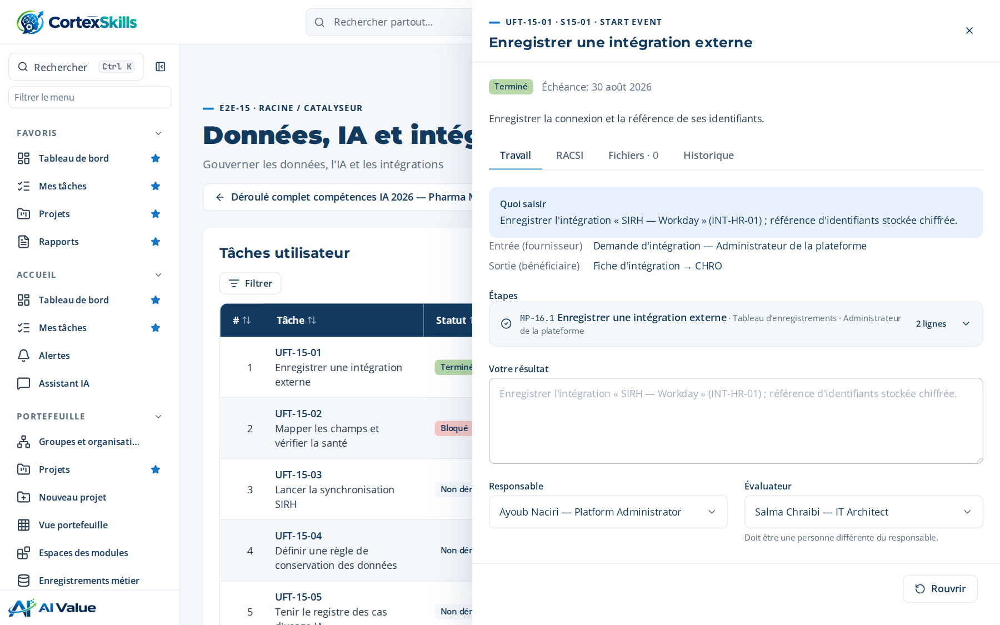 CortexSkills
Rechercher partout...
Rechercher
Ctrl K
Filtrer le menu
FAVORIS
Tableau de bord
Mes tâches
Projets
Rapports
ACCUEIL
Tableau de bord
Mes tâches
Alertes
Assistant IA
PORTEFEUILLE
Groupes et organisati...
Projets
Nouveau projet
Vue portefeuille
Espaces des modules
Enregistrements métier
AI Value
E2E-15 · RACINE / CATALYSEUR
Données, IA et intég
Gouverner les données, l'IA et les intégrations
Déroulé complet compétences IA 2026 — Pharma
Tâches utilisateur
Filtrer
# Tâche Statut
UFT-15-01
1 Enregistrer une intégration Terminé
externe
UFT-15-02
2 Mapper les champs et Bloqué
vérifier la santé
UFT-15-03
3 Lancer la synchronisation Non dér
SIRH
UFT-15-04
4 Définir une règle de Non dér
conservation des données
UFT-15-05
5 Tenir le registre des cas Non dér
d'usage IA
UFT-15-01 · S15-01 · START EVENT
Enregistrer une intégration externe
Terminé Échéance: 30 août 2026
Enregistrer la connexion et la référence de ses identifiants.
Travail RACSI Fichiers · 0 Historique
Quoi saisir
Enregistrer l'intégration « SIRH — Workday » (INT-HR-01) ; référence d'identifiants stockée chiffrée.
Entrée (fournisseur) Demande d'intégration — Administrateur de la plateforme
Sortie (bénéficiaire) Fiche d'intégration → CHRO
Étapes
MP-16.1 Enregistrer une intégration externe · Tableau d’enregistrements · Administrateur
de la plateforme
2 lignes
Votre résultat
Enregistrer l'intégration « SIRH — Workday » (INT-HR-01) ; référence d'identifiants stockée chiffrée.
Responsable
Ayoub Naciri — Platform Administrator
Évaluateur
Salma Chraibi — IT Architect
Doit être une personne différente du responsable.
Rouvrir